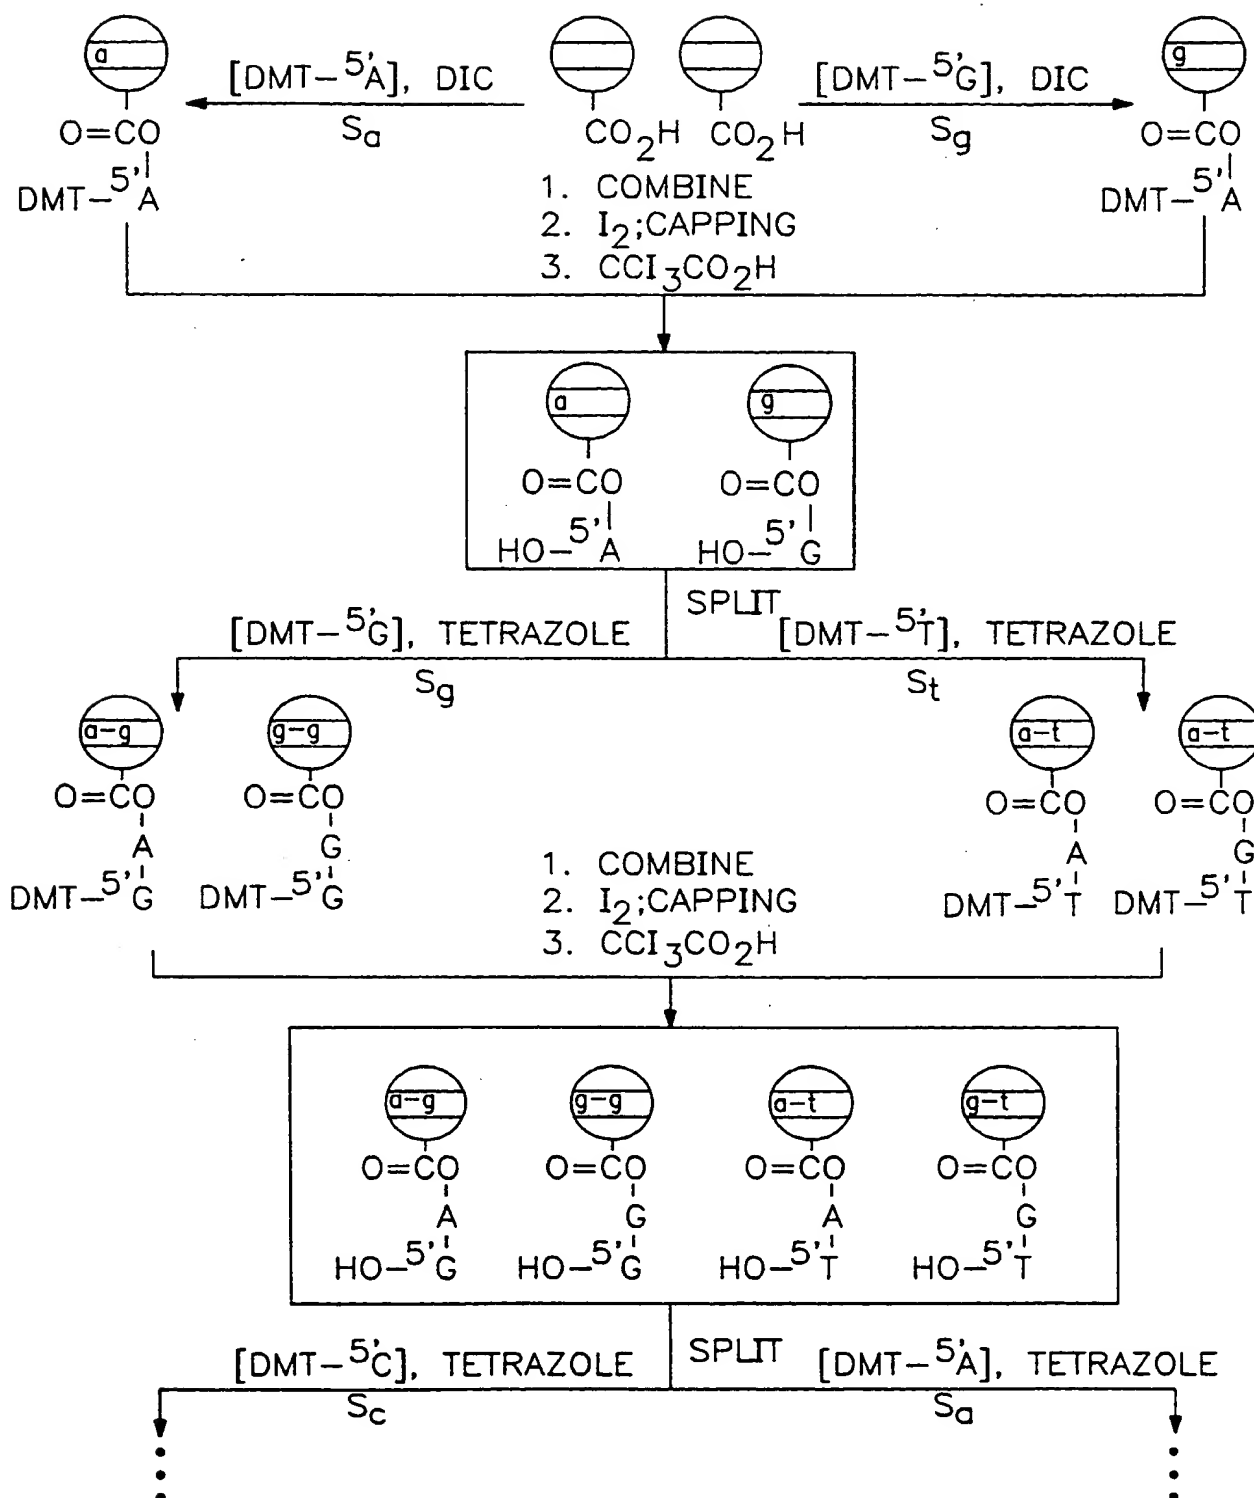 a
g
[DMT-5'A], DIC
[DMT-5'G], DIC
Sa
Sg
O=CO
CO2H
CO2H
O=CO
DMT-5'A
DMT-5'A
1. COMBINE
2. I2;CAPPING
3. CCl3CO2H
a
g
O=CO
O=CO
HO-5'A
HO-5'G
SPLIT
[DMT-5'G], TETRAZOLE
[DMT-5'T], TETRAZOLE
Sg
St
a-g
g-g
a-t
a-t
O=CO
O=CO
O=CO
O=CO
A
G
A
G
DMT-5'G
DMT-5'G
DMT-5'T
DMT-5'T
1. COMBINE
2. I2;CAPPING
3. CCl3CO2H
a-g
g-g
a-t
g-t
O=CO
O=CO
O=CO
O=CO
A
G
A
G
HO-5'G
HO-5'G
HO-5'T
HO-5'T
SPLIT
[DMT-5'C], TETRAZOLE
[DMT-5'A], TETRAZOLE
Sc
Sa